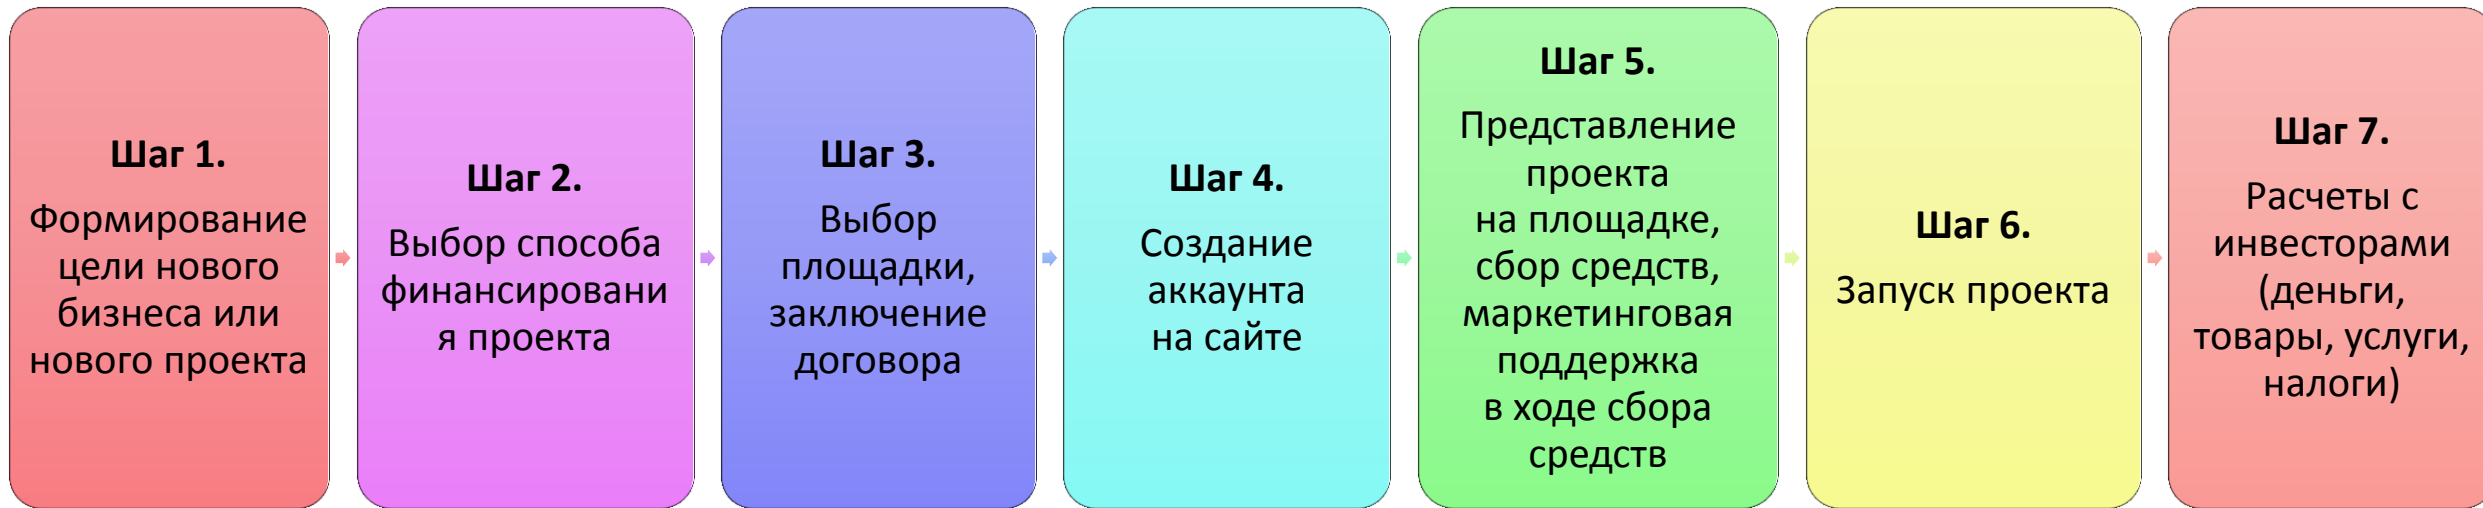 Шаг 1.
Формирование
цели нового
бизнеса или
нового проекта
Шаг 2.
Выбор способа
финансировани
я проекта
Шаг 3.
Выбор
площадки,
заключение
договора
Шаг 4.
Создание
аккаунта
на сайте
Шаг 5.
Представление
проекта
на площадке,
сбор средств,
маркетинговая
поддержка
в ходе сбора
средств
Шаг 6.
Запуск проекта
Шаг 7.
Расчеты с
инвесторами
(деньги,
товары, услуги,
налоги)